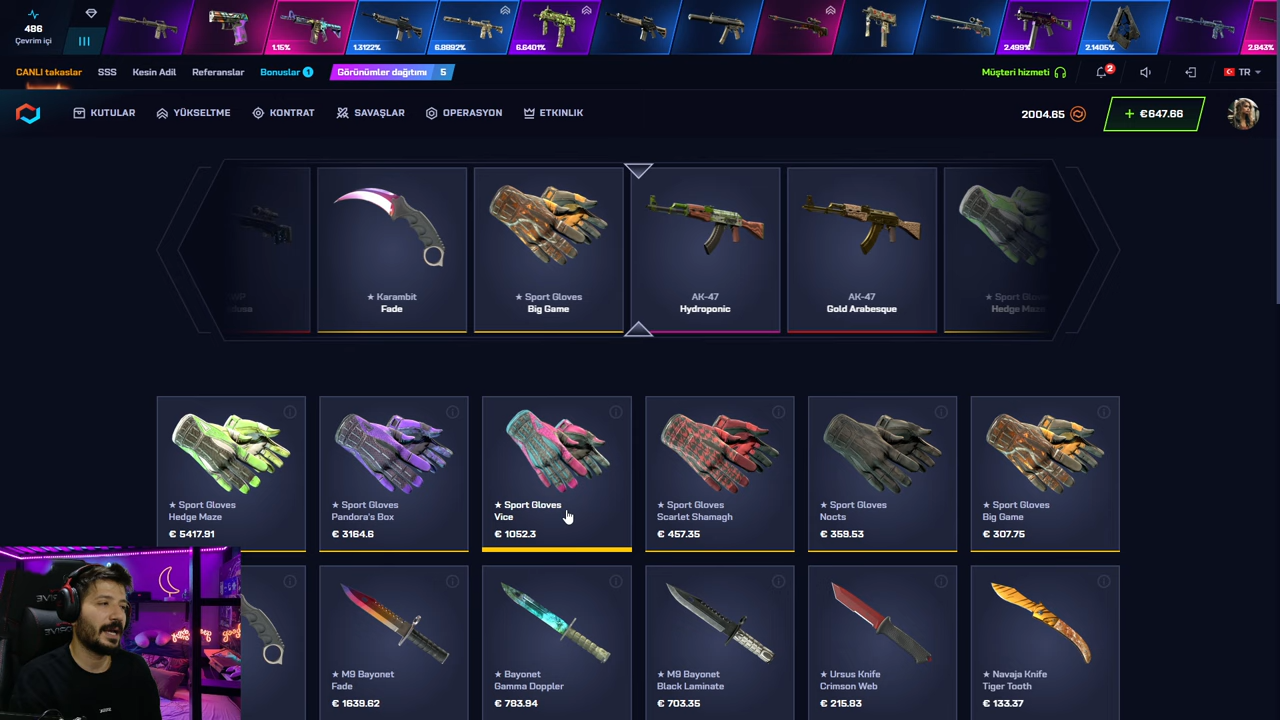 486
Çevrim içi
1.15%
1.3122%
6.8892%
6.6401%
2.499%
2.1405%
2.843%
CANLI takaslar
SSS
Kesin Adil
Referanslar
Bonuslar 1
Görünümler dağıtımı 5
Müşteri hizmeti
2
TR
KUTULAR
YÜKSELTME
KONTRAT
SAVAŞLAR
OPERASYON
ETKINLIK
2004.65
+ €647.66
★ Karambit
Fade
★ Sport Gloves
Big Game
AK-47
Hydroponic
AK-47
Gold Arabesque
★ Sport Gloves
Hedge Maze
★ Sport Gloves
Hedge Maze
€ 5417.91
★ Sport Gloves
Pandora's Box
€ 3164.6
★ Sport Gloves
Vice
€ 1052.3
★ Sport Gloves
Scarlet Shamagh
€ 457.35
★ Sport Gloves
Nocts
€ 359.53
★ Sport Gloves
Big Game
€ 307.75
★ M9 Bayonet
Fade
€ 1639.62
★ Bayonet
Gamma Doppler
€ 783.94
★ M9 Bayonet
Black Laminate
€ 703.35
★ Ursus Knife
Crimson Web
€ 215.83
★ Navaja Knife
Tiger Tooth
€ 133.37